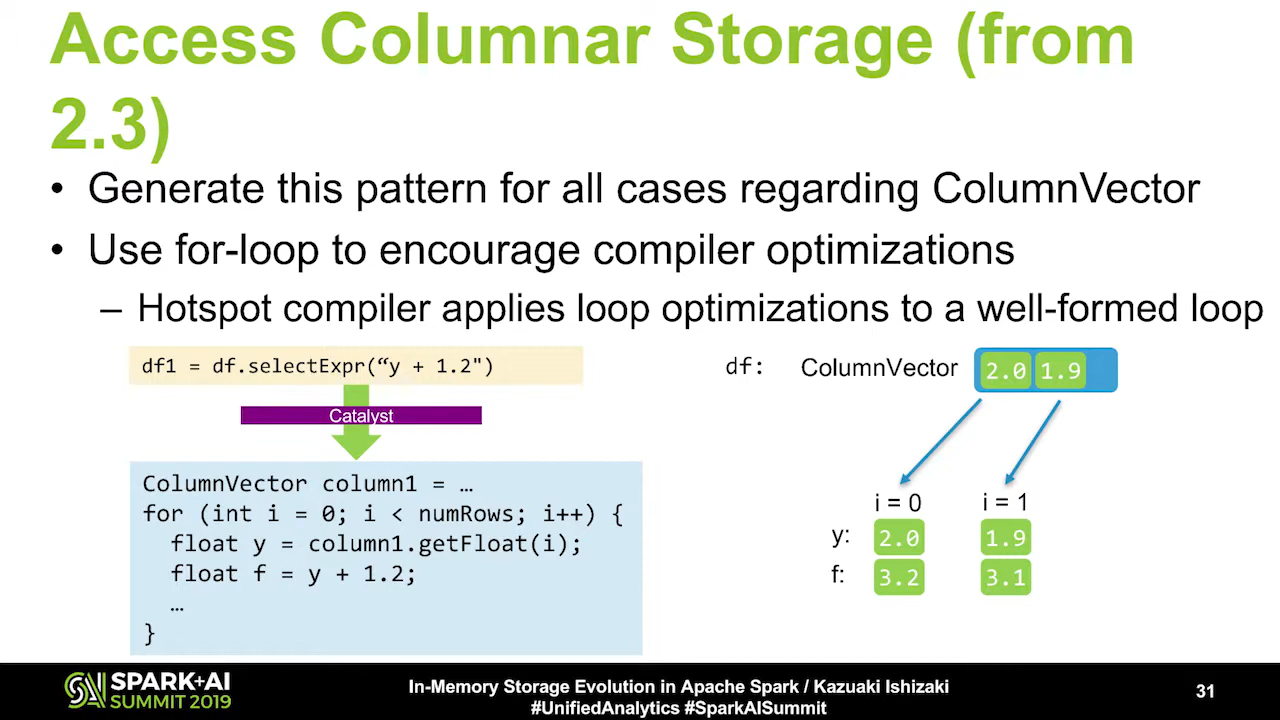 Access Columnar Storage (from
2.3)
• Generate this pattern for all cases regarding ColumnVector
• Use for-loop to encourage compiler optimizations
– Hotspot compiler applies loop optimizations to a well-formed loop
df1 = df.selectExpr(“y + 1.2")
Catalyst
ColumnVector column1 = …
for (int i = 0; i < numRows; i++) {
float y = column1.getFloat(i);
float f = y + 1.2;
…
}
df: ColumnVector 2.0 1.9
i = 0 i = 1
y: 2.0 1.9
f: 3.2 3.1
SPARK+AI
SUMMIT 2019
In-Memory Storage Evolution in Apache Spark / Kazuaki Ishizaki
#UnifiedAnalytics #SparkAISummit
31